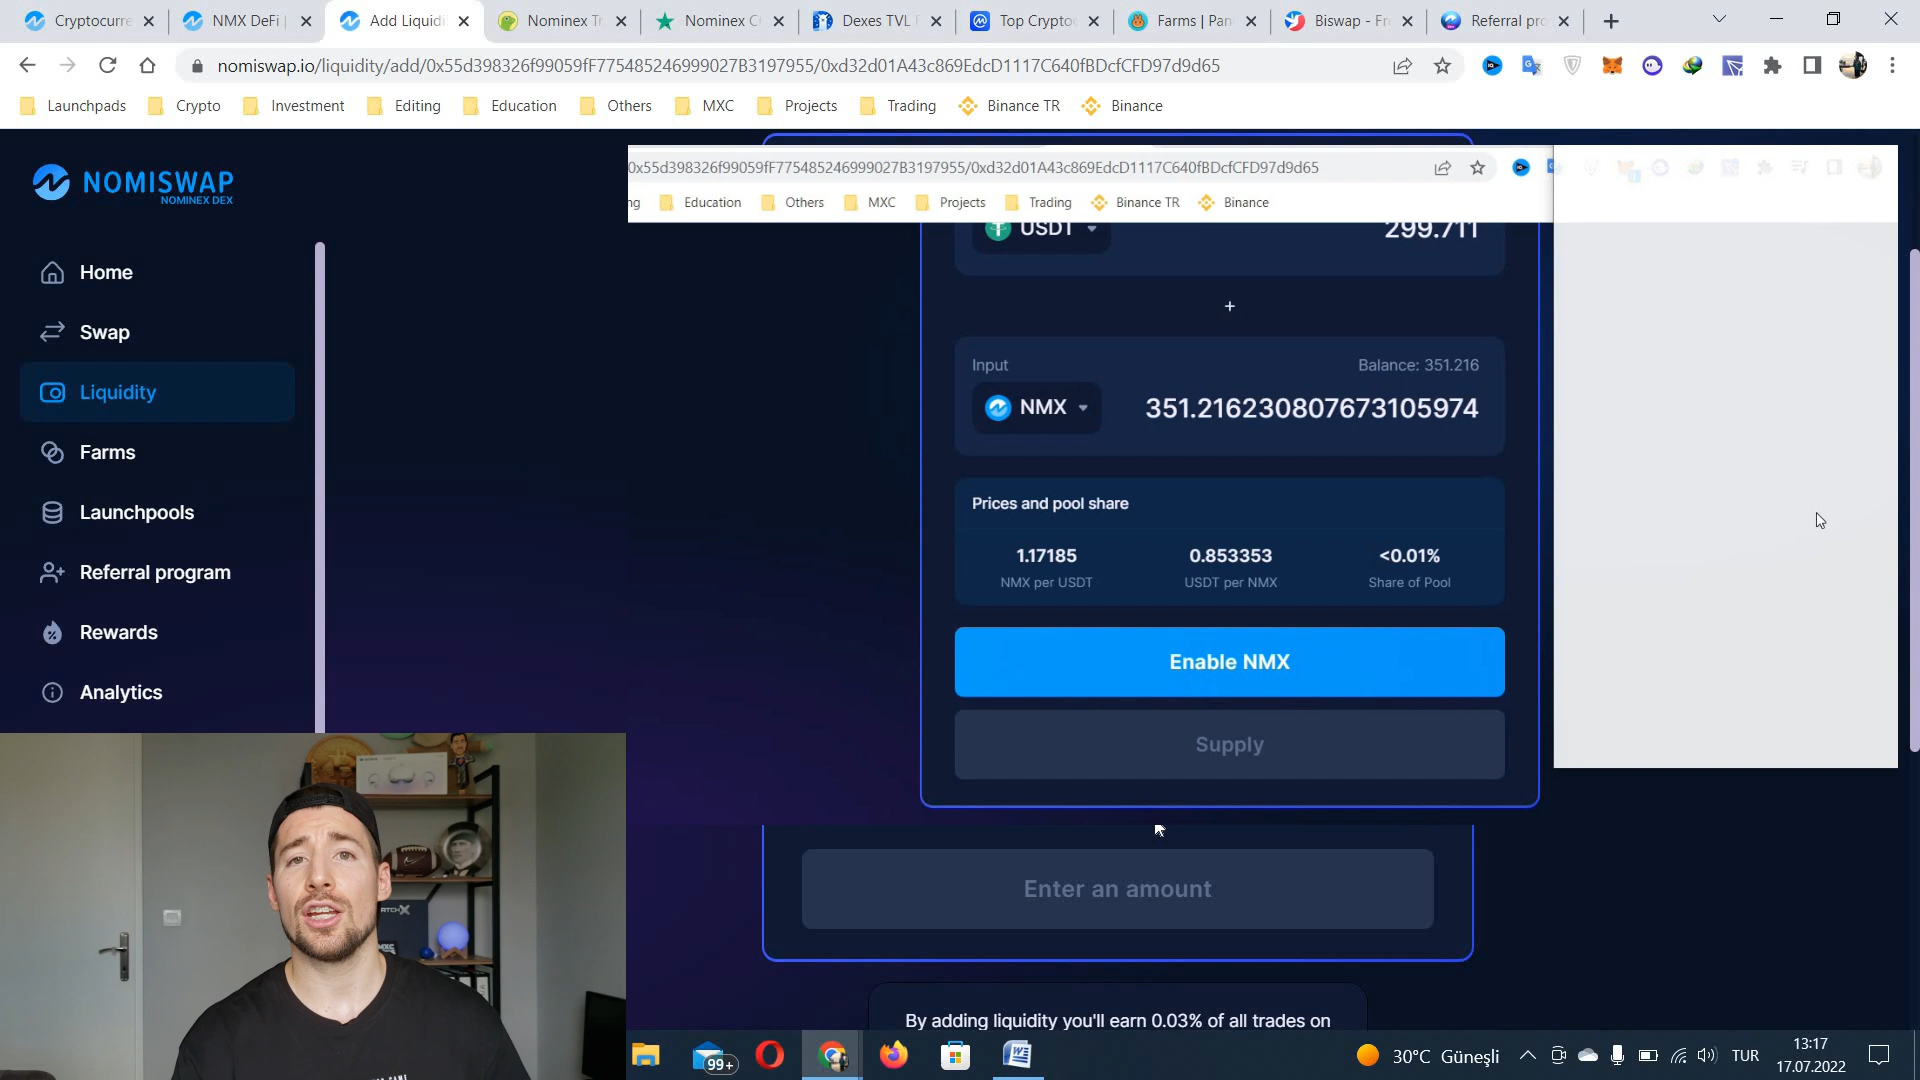 Cryptocurre
NMX DeFi |
Add Liquidi
Nominex Tr
Nominex C
Dexes TVL
Top Crypto
Farms | Pan
Biswap - Fr
Referral pro
nomiswap.io/liquidity/add/0x55d398326f99059fF775485246999027B3197955/0xd32d01A43c869EdcD1117C640fBDcfCFD97d9d65
Launchpads
Crypto
Investment
Editing
Education
Others
MXC
Projects
Trading
Binance TR
Binance
NOMISWAP
NOMINEX DEX
0x55d398326f99059fF775485246999027B3197955/0xd32d01A43c869EdcD1117C640fBDcfCFD97d9d65
ng
Education
Others
MXC
Projects
Trading
Binance TR
Binance
Home
Swap
Liquidity
Farms
Launchpools
Referral program
Rewards
Analytics
USDT
299.711
+
Input
Balance: 351.216
NMX
351.216230807673105974
Prices and pool share
1.17185
0.853353
<0.01%
NMX per USDT
USDT per NMX
Share of Pool
Enable NMX
Supply
Enter an amount
By adding liquidity you'll earn 0.03% of all trades on
99+
30°C Güneşli
TUR
13:17
17.07.2022